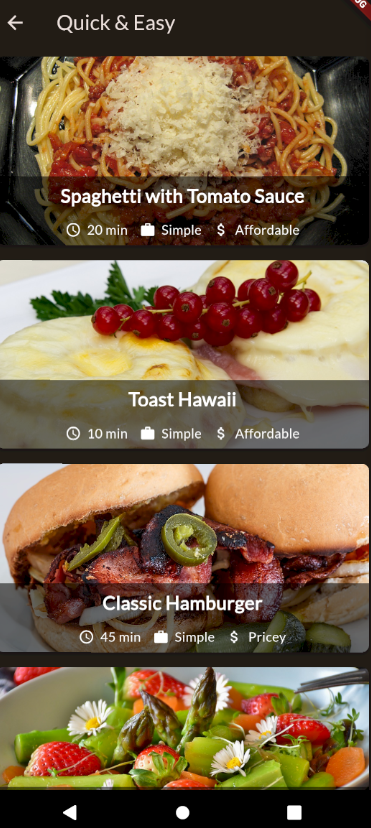 Quick & Easy
Spaghetti with Tomato Sauce
20 min Simple $ Affordable
Toast Hawaii
10 min Simple $ Affordable
Classic Hamburger
45 min Simple $ Pricey